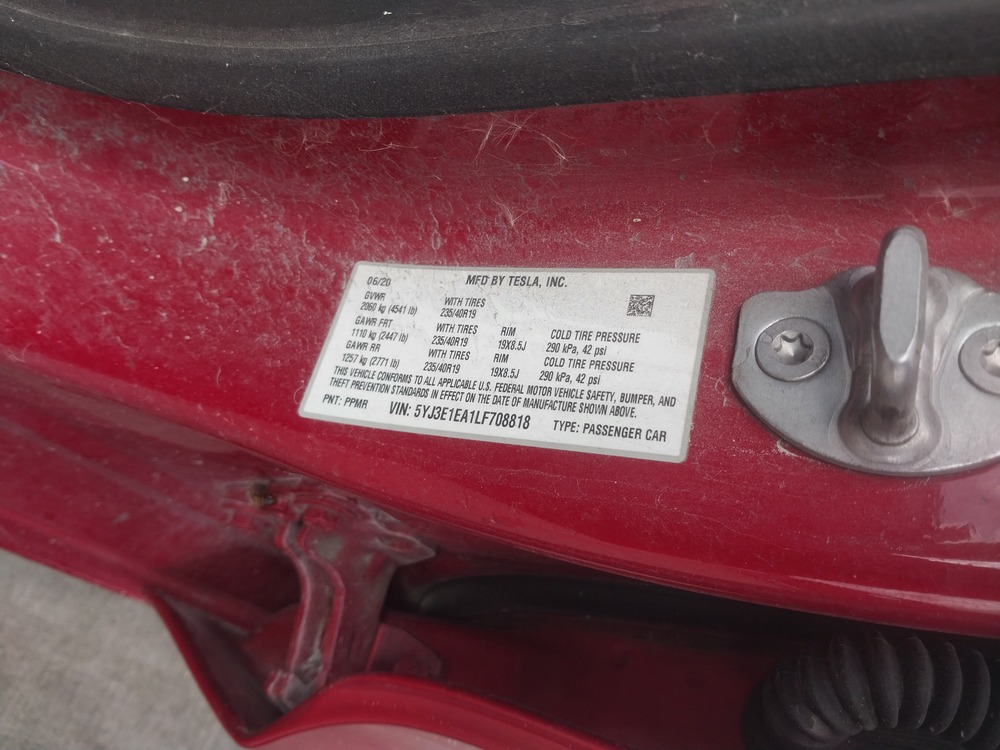 06/20 MFD BY TESLA, INC.
GVWR
2060 kg (4541 lb) WITH TIRES
235/40R19
GAWR FRT WITH TIRES RIM COLD TIRE PRESSURE
1110 kg (2447 lb) 235/40R19 19X8.5J 290 kPa, 42 psi
GAWR RR WITH TIRES RIM COLD TIRE PRESSURE
1257 kg (2771 lb) 235/40R19 19X8.5J 290 kPa, 42 psi
THIS VEHICLE CONFORMS TO ALL APPLICABLE U.S. FEDERAL MOTOR VEHICLE SAFETY, BUMPER, AND
THEFT PREVENTION STANDARDS IN EFFECT ON THE DATE OF MANUFACTURE SHOWN ABOVE.
PNT: PPMR VIN: 5YJ3E1EA1LF708818 TYPE: PASSENGER CAR